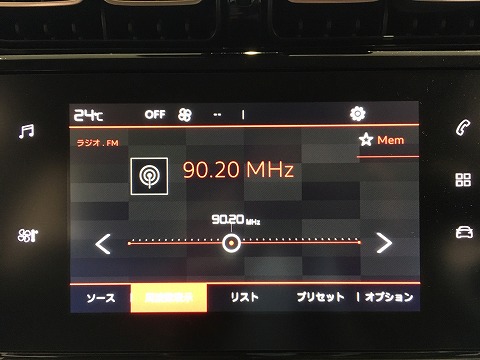 24℃ OFF --
ラジオ . FM
Mem
90.20 MHz
90.20 MHz
ソース リスト プリセット オプション